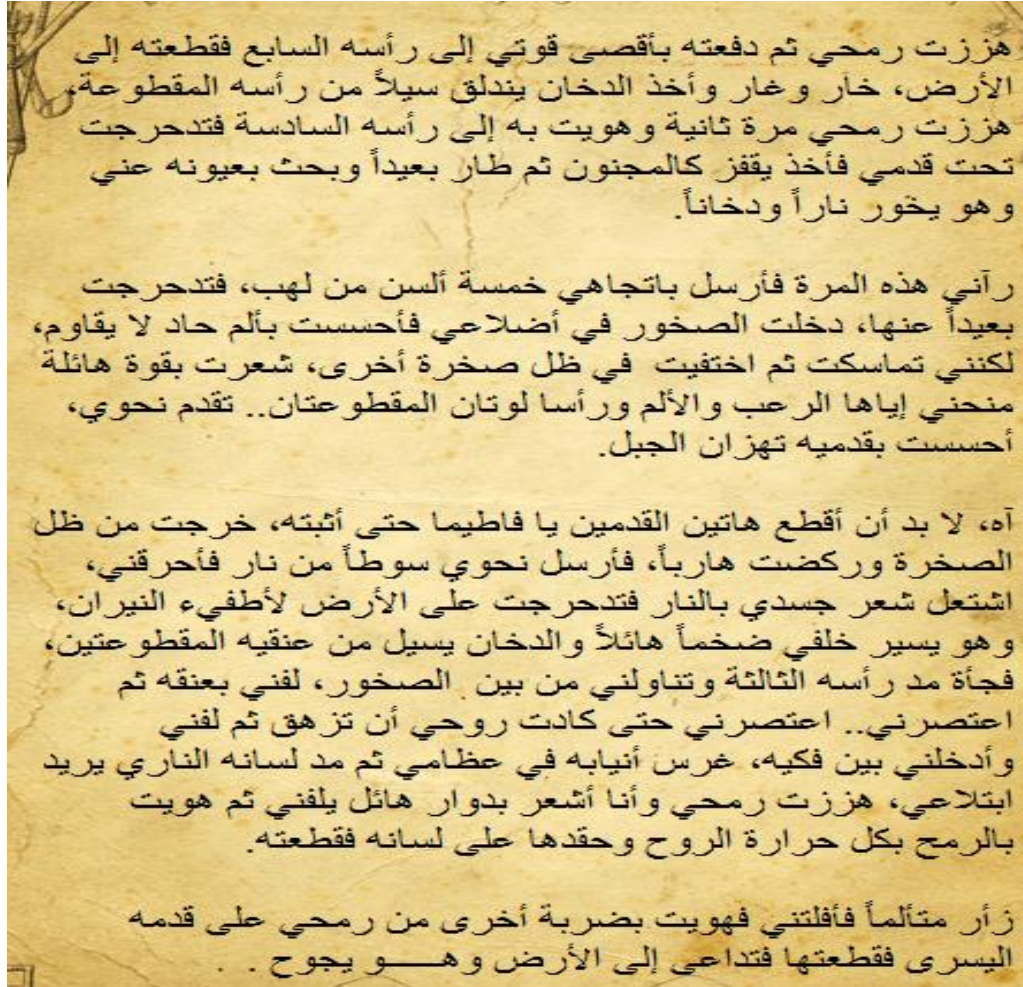 هززت رمحي ثم دفعته بأقصى قوتي إلى رأسه السابع فقطعته إلى
الأرض، خار وغار وأخذ الدخان يندلق سيلاً من رأسه المقطوعة،
هززت رمحي مرة ثانية وهويت به إلى رأسه السادسة فتدحرجت
تحت قدمي فأخذ يقفز كالمجنون ثم طار بعيداً وبحث بعيونه عني
وهو يخور ناراً ودخاناً.
رآني هذه المرة فأرسل باتجاهي خمسة ألسن من لهب، فتدحرجت
بعيداً عنها، دخلت الصخور في أضلاعي فأحسست بألم حاد لا يقاوم،
لكنني تماسكت ثم اختفيت في ظل صخرة أخرى، شعرت بقوة هائلة
منحني إياها الرعب والألم ورأسا لوتان المقطوعتان.. تقدم نحوي،
أحسست بقدميه تهزان الجبل.
آه، لا بد أن أقطع هاتين القدمين يا فاطيما حتى أثبته، خرجت من ظل
الصخرة وركضت هارباً، فأرسل نحوي سوطاً من نار فأحرقني،
اشتعل شعر جسدي بالنار فتدحرجت على الأرض لأطفيء النيران،
وهو يسير خلفي ضخماً هائلاً والدخان يسيل من عنقيه المقطوعتين،
فجأة مد رأسه الثالثة وتناولني من بين الصخور، لفني بعنقه ثم
اعتصرني.. اعتصرني حتى كادت روحي أن تزهق ثم لفني
وأدخلني بين فكيه، غرس أنيابه في عظامي ثم مد لسانه الناري يريد
ابتلاعي، هززت رمحي وأنا أشعر بدوار هائل يلفني ثم هويت
بالرمح بكل حرارة الروح وحقدها على لسانه فقطعته.
زأر متألماً فأفلتني فهويت بضربة أخرى من رمحي على قدمه
اليسرى فقطعتها فتداعى إلى الأرض وهـــو يجوح . .